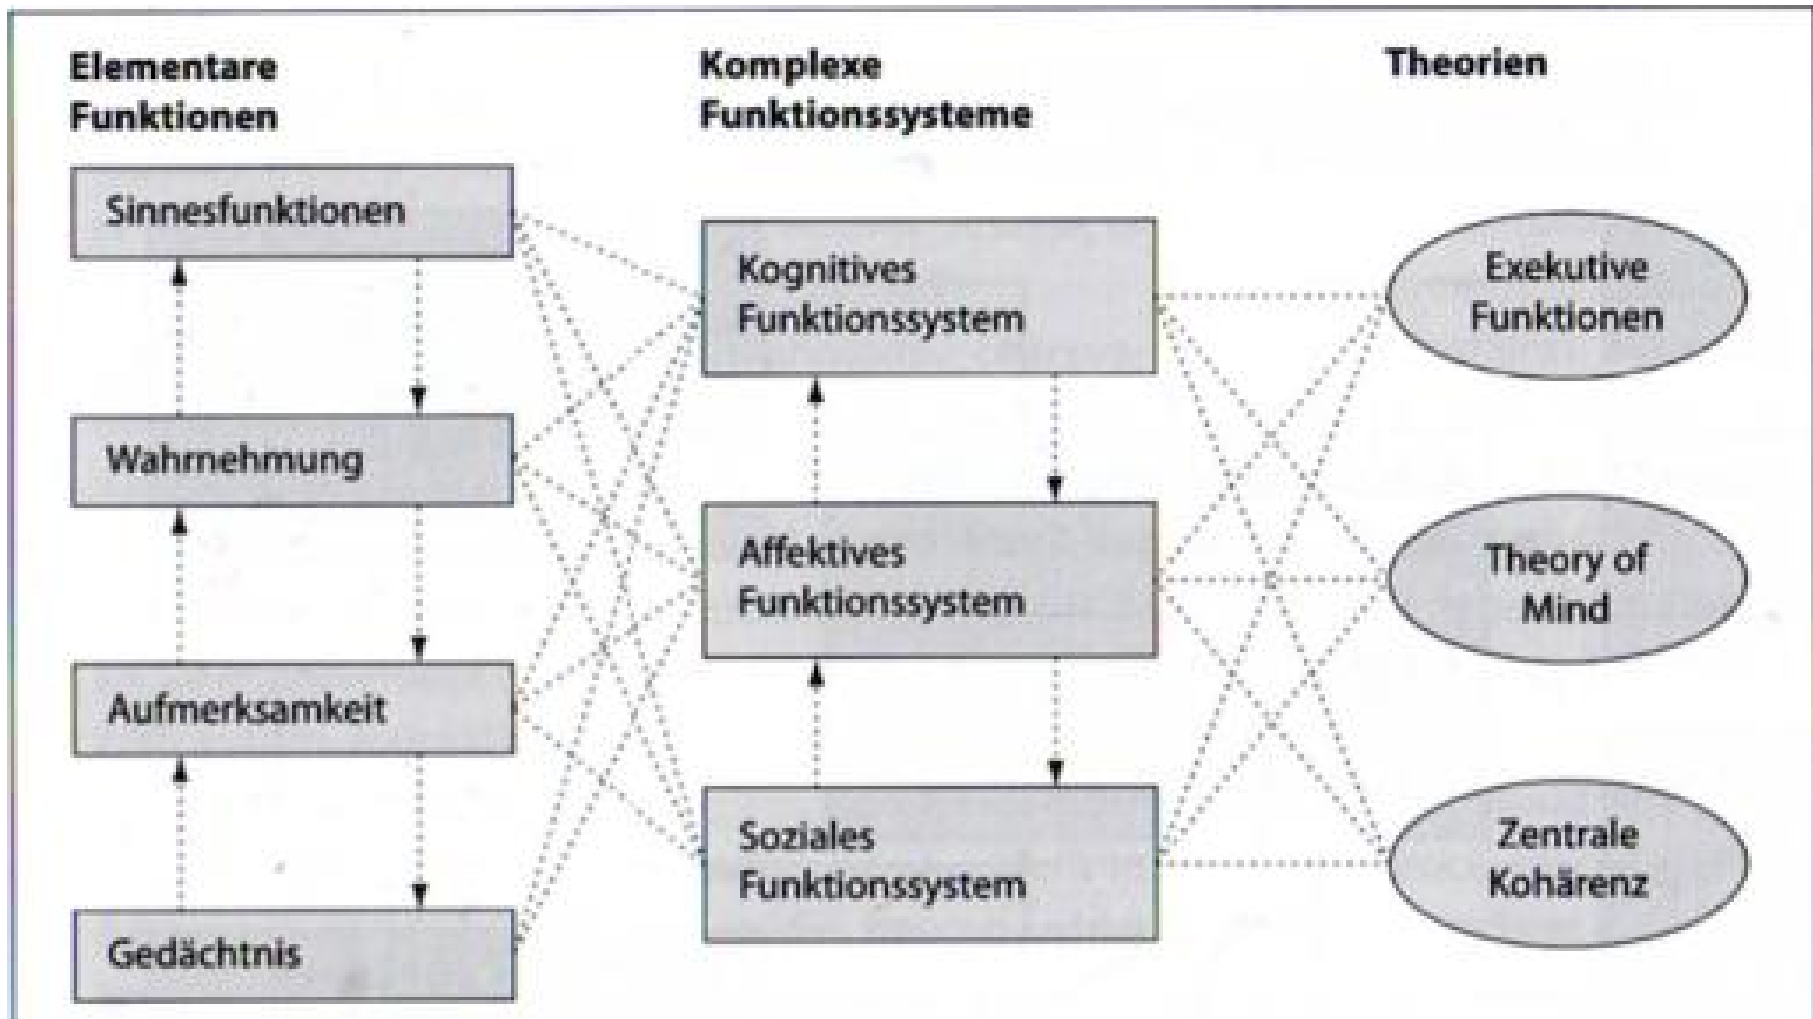 Elementare
Funktionen
Komplexe
Funktionssysteme
Theorien
Sinnesfunktionen
Wahrnehmung
Aufmerksamkeit
Gedächtnis
Kognitives
Funktionssystem
Affektives
Funktionssystem
Soziales
Funktionssystem
Exekutive
Funktionen
Theory of
Mind
Zentrale
Kohärenz